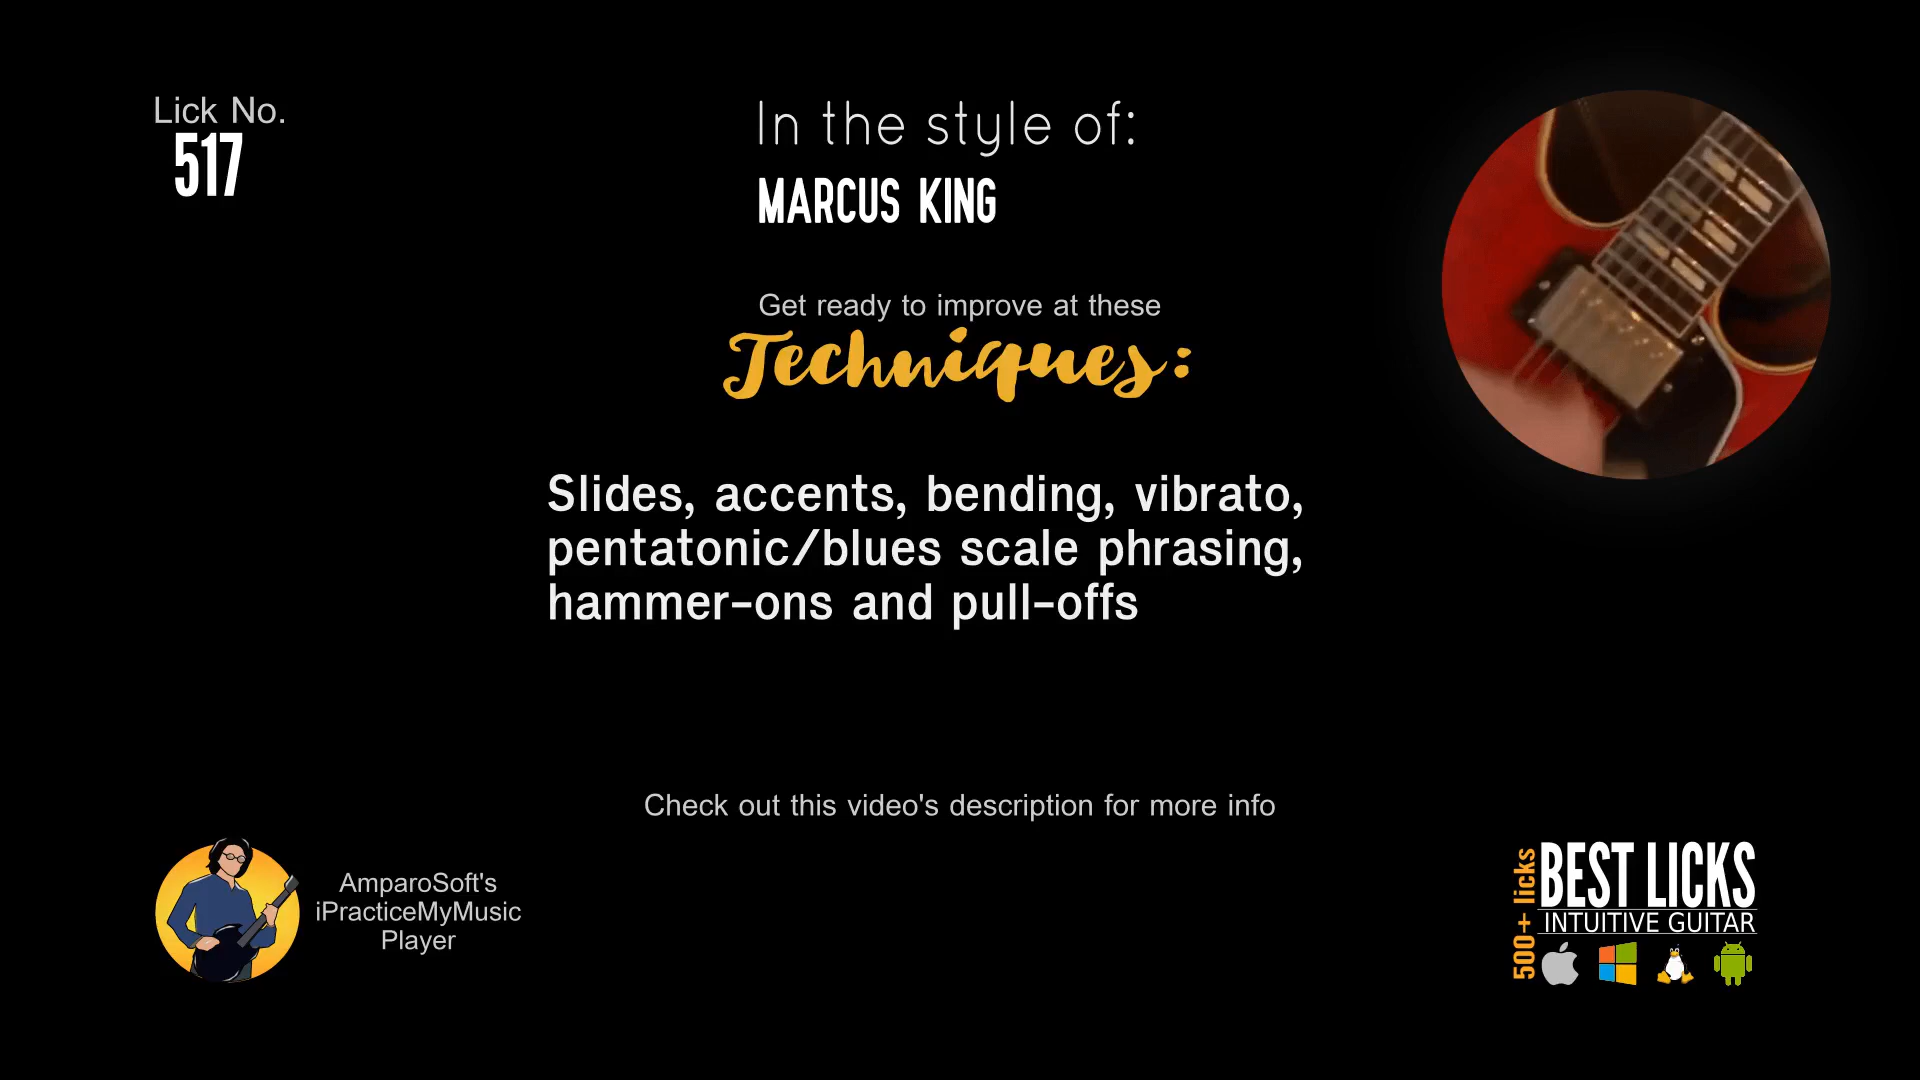 Lick No.
517
In the style of:
MARCUS KING
Get ready to improve at these
Techniques:
Slides, accents, bending, vibrato,
pentatonic/blues scale phrasing,
hammer-ons and pull-offs
Check out this video's description for more info
AmparoSoft's
iPracticeMyMusic
Player
500+ licks
BEST LICKS
INTUITIVE GUITAR